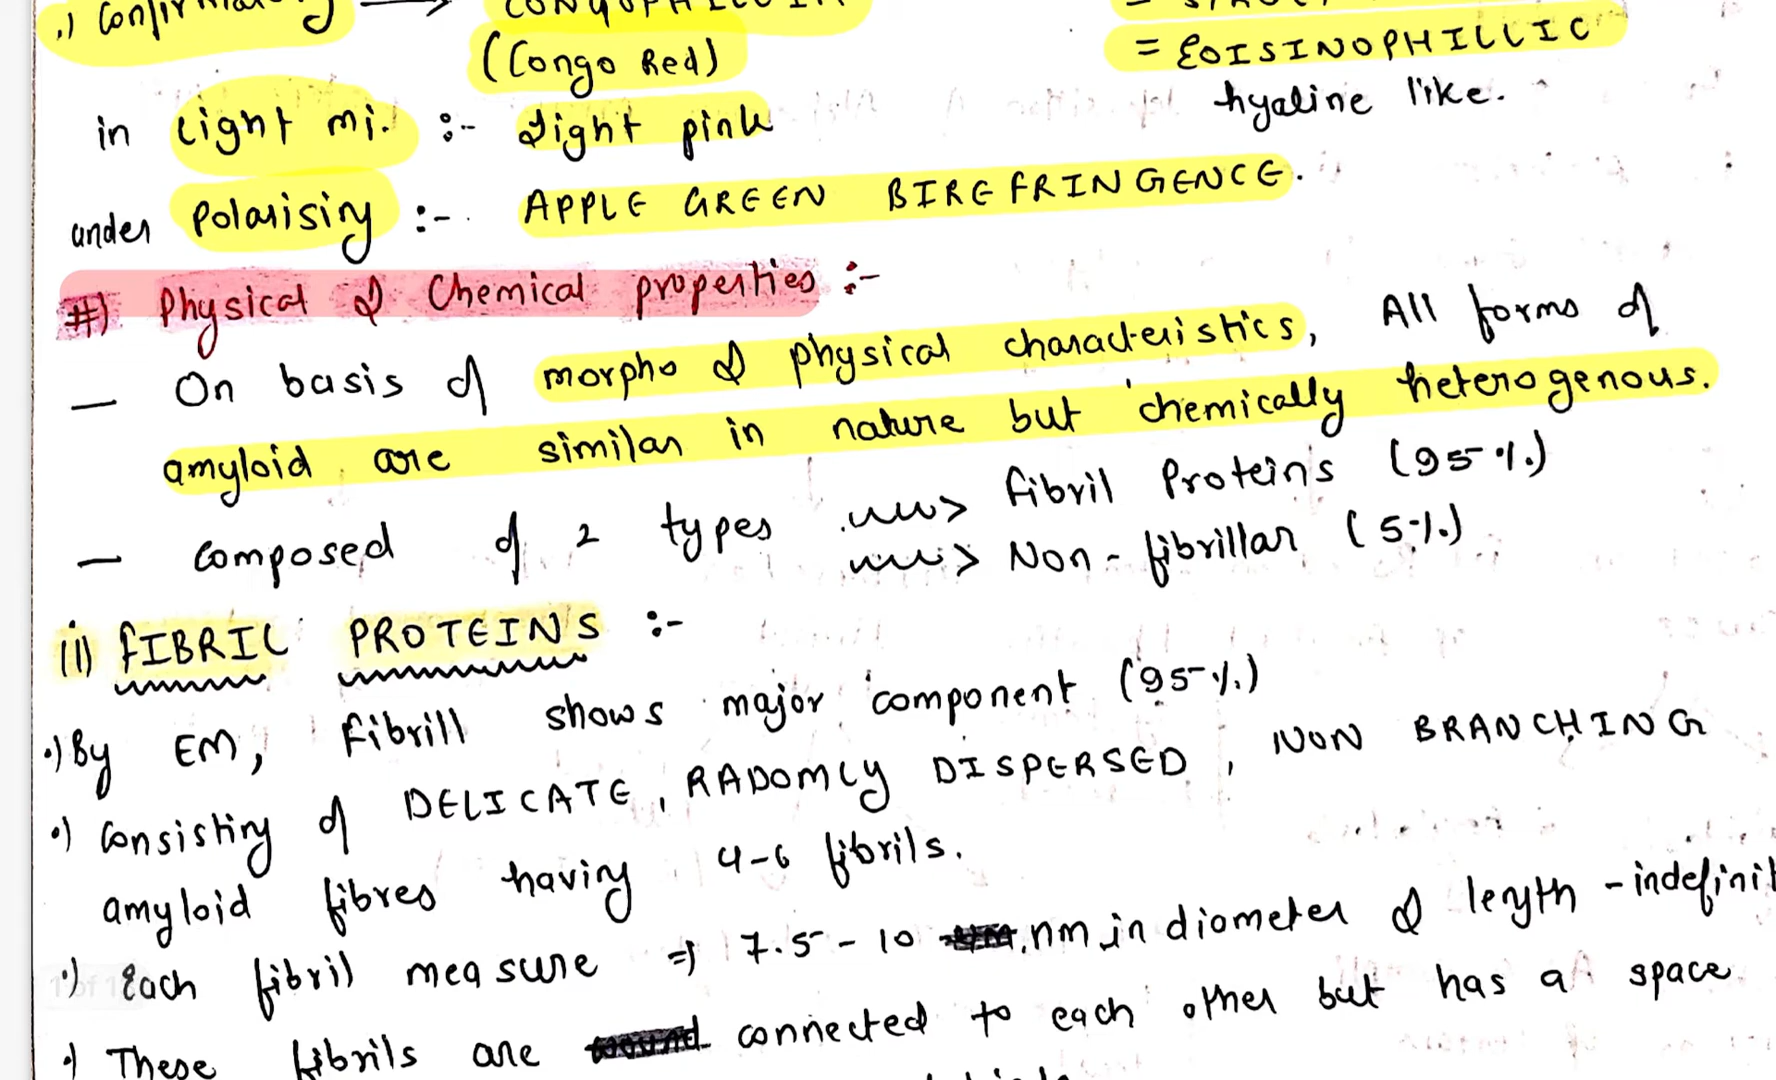 .) Confirmatory → CONGOPHILLIA
(Congo Red)
= EOISINOPHILLIC
hyaline like.
in Light mi. :- Light pink
under Polarising :- APPLE GREEN BIREFRINGENCE.
#) Physical & Chemical properties :-
— On basis of morpho & physical characteristics, All forms of
amyloid are similar in nature but chemically heterogenous.
— Composed of 2 types → Fibril Proteins (95%)
→ Non-fibrillar (5%)
(i) FIBRIL PROTEINS :-
.) By EM, Fibrill shows major component (95%)
.) Consisting of DELICATE, RADOMLY DISPERSED, NON BRANCHING
amyloid fibres having 4-6 fibrils.
.) Each fibril measure ⇒ 7.5-10 nm in diameter & length - indefinit
.) These fibrils are connected to each other but has a space